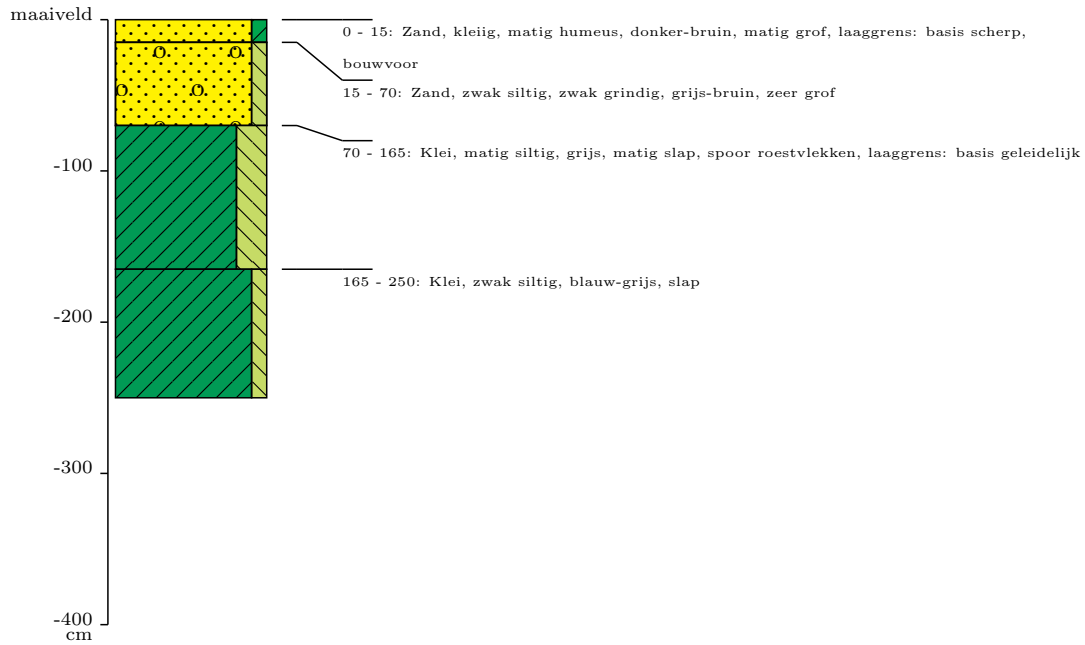 maaiveld
0 - 15: Zand, kleiig, matig humeus, donker-bruin, matig grof, laaggrens: basis scherp,
bouwvoor
15 - 70: Zand, zwak siltig, zwak grindig, grijs-bruin, zeer grof
70 - 165: Klei, matig siltig, grijs, matig slap, spoor roestvlekken, laaggrens: basis geleidelijk
-100
165 - 250: Klei, zwak siltig, blauw-grijs, slap
-200
-300
-400
cm